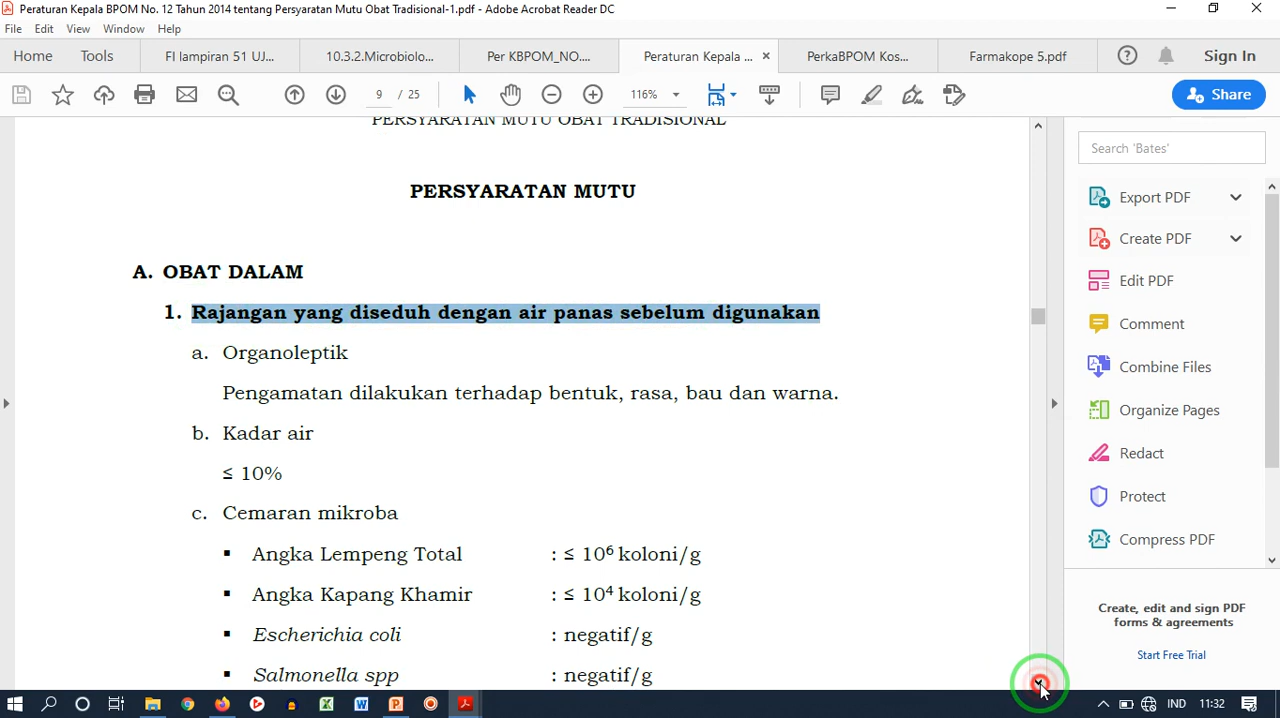 Peraturan Kepala BPOM No. 12 Tahun 2014 tentang Persyaratan Mutu Obat Tradisional-1.pdf - Adobe Acrobat Reader DC
File Edit View Window Help
Home Tools FI lampiran 51 UJ... 10.3.2.Microbiolo... Per KBPOM_NO.... Peraturan Kepala ... × PerkaBPOM Kos... Farmakope 5.pdf Sign In
9 / 25 116% Share
PERSYARATAN MUTU OBAT TRADISIONAL
PERSYARATAN MUTU
A. OBAT DALAM
1. Rajangan yang diseduh dengan air panas sebelum digunakan
a. Organoleptik
Pengamatan dilakukan terhadap bentuk, rasa, bau dan warna.
b. Kadar air
≤ 10%
c. Cemaran mikroba
▪ Angka Lempeng Total : ≤ 10⁶ koloni/g
▪ Angka Kapang Khamir : ≤ 10⁴ koloni/g
▪ Escherichia coli : negatif/g
▪ Salmonella spp : negatif/g
Search 'Bates'
Export PDF
Create PDF
Edit PDF
Comment
Combine Files
Organize Pages
Redact
Protect
Compress PDF
Create, edit and sign PDF
forms & agreements
Start Free Trial
IND 11:32